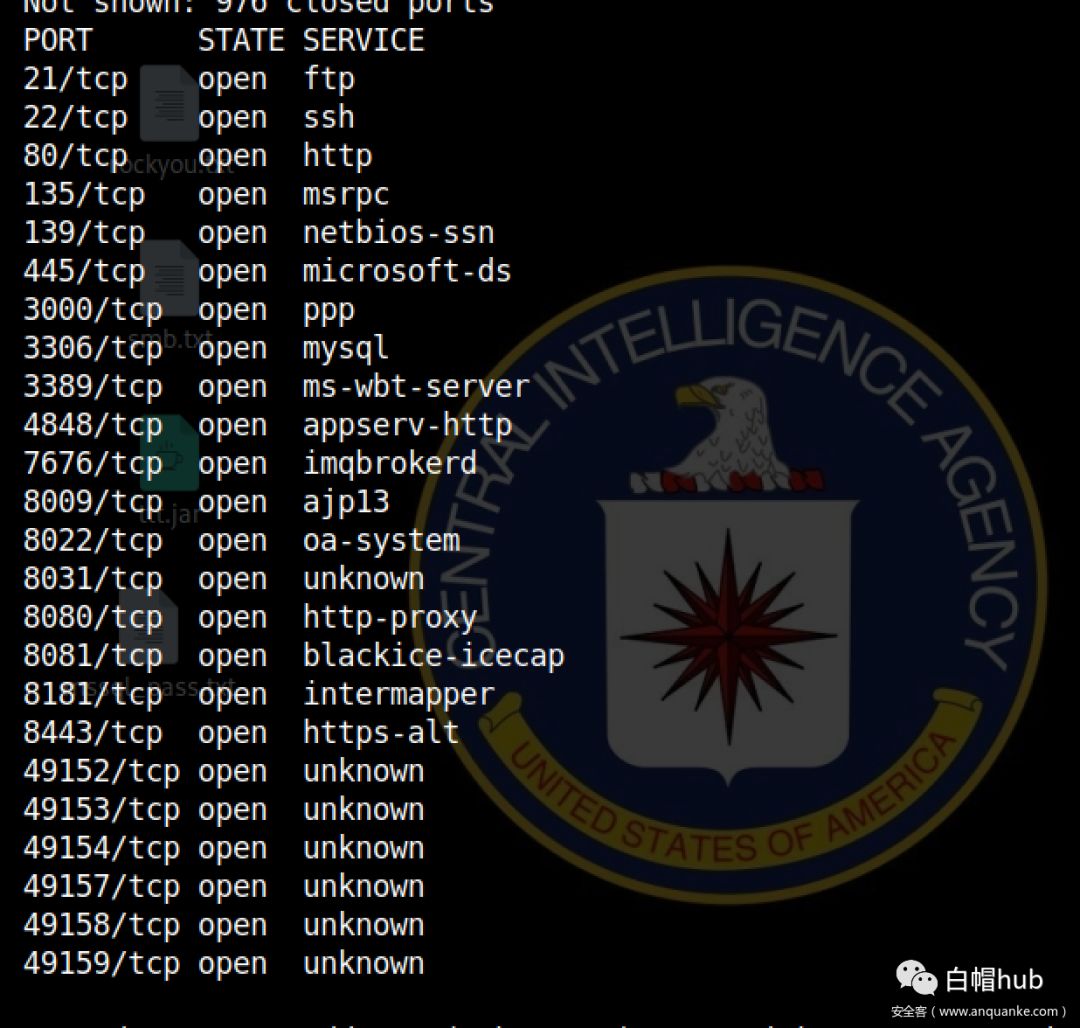 Not shown: 976 closed ports
PORT STATE SERVICE
21/tcp open ftp
22/tcp open ssh
80/tcp open http
135/tcp open msrpc
139/tcp open netbios-ssn
445/tcp open microsoft-ds
3000/tcp open ppp
3306/tcp open mysql
3389/tcp open ms-wbt-server
4848/tcp open appserv-http
7676/tcp open imqbrokerd
8009/tcp open ajp13
8022/tcp open oa-system
8031/tcp open unknown
8080/tcp open http-proxy
8081/tcp open blackice-icecap
8181/tcp open intermapper
8443/tcp open https-alt
49152/tcp open unknown
49153/tcp open unknown
49154/tcp open unknown
49157/tcp open unknown
49158/tcp open unknown
49159/tcp open unknown
rockyou.txt
smb.txt
CENTRAL INTELLIGENCE AGENCY
UNITED STATES OF AMERICA
白帽hub
安全客（www.anquanke.com）